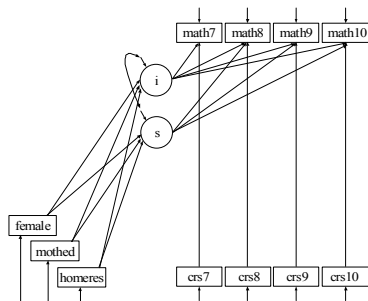 math7 math8 math9 math10
i
s
female
mothed
homeres
crs7 crs8 crs9 crs10